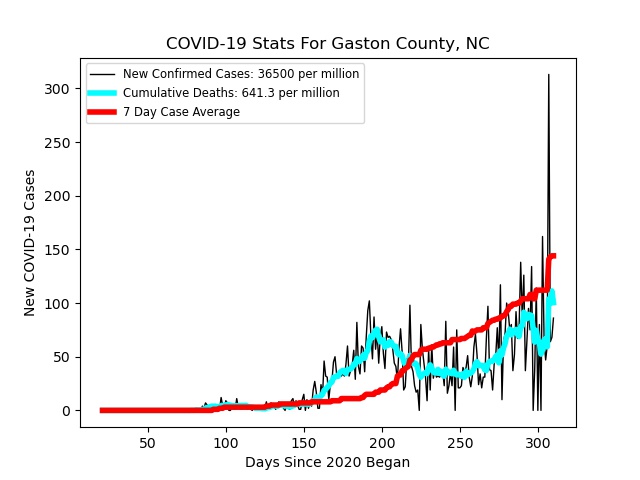 COVID-19 Stats For Gaston County, NC
New Confirmed Cases: 36500 per million
Cumulative Deaths: 641.3 per million
7 Day Case Average
300
250
200
150
100
50
0
New COVID-19 Cases
50 100 150 200 250 300
Days Since 2020 Began